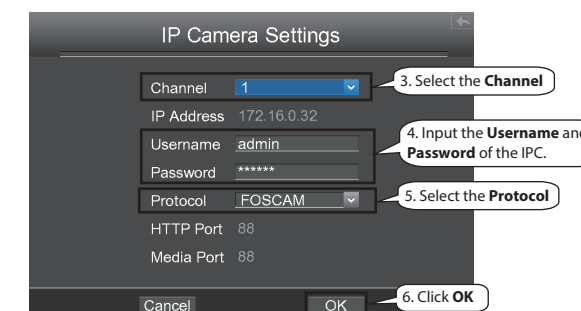 IP Camera Settings
Channel 1
3. Select the Channel
IP Address 172.16.0.32
Username admin
4. Input the Username and
Password of the IPC.
Password ******
Protocol FOSCAM
5. Select the Protocol
HTTP Port 88
Media Port 88
Cancel OK
6. Click OK